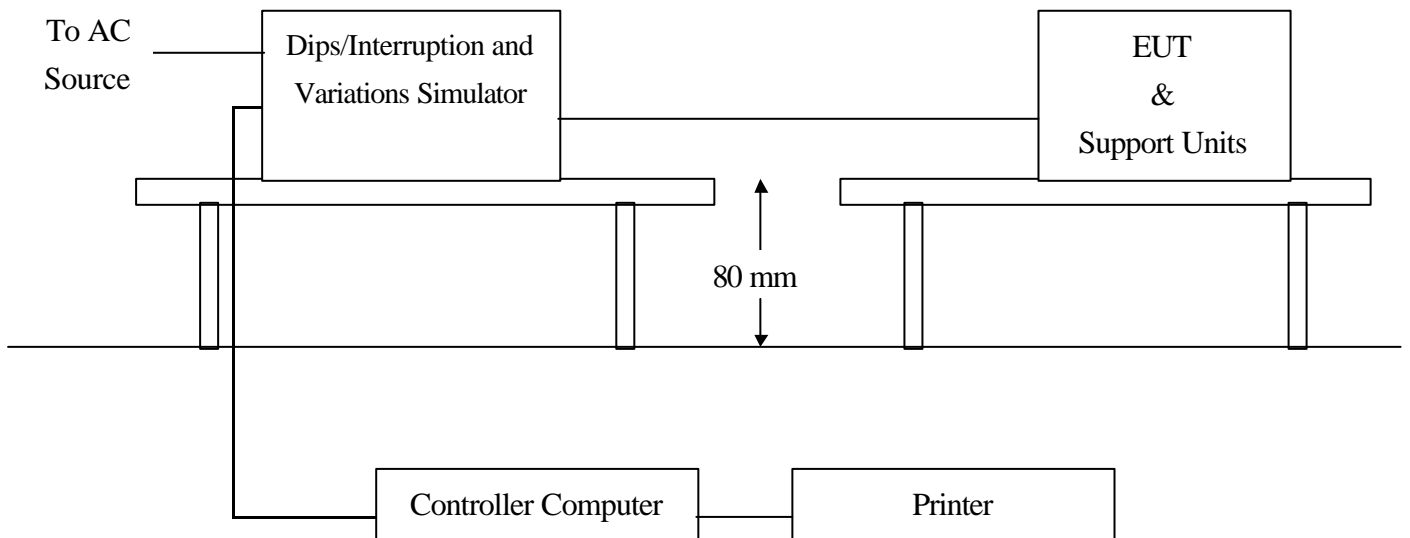 To AC
Source
Dips/Interruption and
Variations Simulator
EUT
&
Support Units
80 mm
Controller Computer
Printer